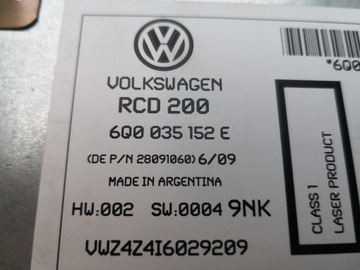 VOLKSWAGEN
RCD 200
6Q0 035 152 E
(DE P/N 28091060) 6/09
MADE IN ARGENTINA
HW:002 SW:0004 9NK
VWZ4Z4I6029209
*6Q0
CLASS 1
LASER PRODUCT